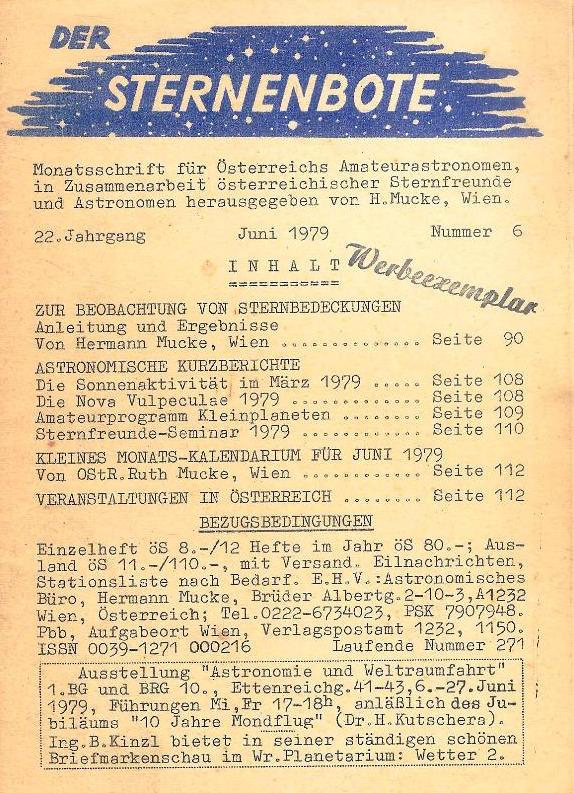 DER
STERNENBOTE
Monatsschrift für Österreichs Amateurastronomen,
in Zusammenarbeit österreichischer Sternfreunde
und Astronomen herausgegeben von H.Mucke, Wien.
22.Jahrgang Juni 1979 Nummer 6
INHALT
Werbeexemplar
ZUR BEOBACHTUNG VON STERNBEDECKUNGEN
Anleitung und Ergebnisse
Von Hermann Mucke, Wien .............. Seite 90
ASTRONOMISCHE KURZBERICHTE
Die Sonnenaktivität im März 1979 ..... Seite 108
Die Nova Vulpeculae 1979 ............. Seite 108
Amateurprogramm Kleinplaneten ........ Seite 109
Sternfreunde-Seminar 1979 ............ Seite 110
KLEINES MONATS-KALENDARIUM FÜR JUNI 1979
Von OStR.Ruth Mucke, Wien ............ Seite 112
VERANSTALTUNGEN IN ÖSTERREICH ........ Seite 112
BEZUGSBEDINGUNGEN
Einzelheft öS 8.-/12 Hefte im Jahr öS 80.-; Aus-
land öS 11.-/110.-, mit Versand. Eilnachrichten,
Stationsliste nach Bedarf. E.H.V.:Astronomisches
Büro, Hermann Mucke, Brüder Albertg.2-10-3,A1232
Wien, Österreich; Tel.0222-6734023, PSK 7907948.
Pbb, Aufgabeort Wien, Verlagspostamt 1232, 1150.
ISSN 0039-1271 000216 Laufende Nummer 271
Ausstellung "Astronomie und Weltraumfahrt"
1.BG und BRG 10., Ettenreichg.41-43,6.-27.Juni
1979, Führungen Mi,Fr 17-18h, anläßlich des Ju-
biläums "10 Jahre Mondflug" (Dr.H.Kutschera).
Ing.B.Kinzl bietet in seiner ständigen schönen
Briefmarkenschau im Wr.Planetarium: Wetter 2.